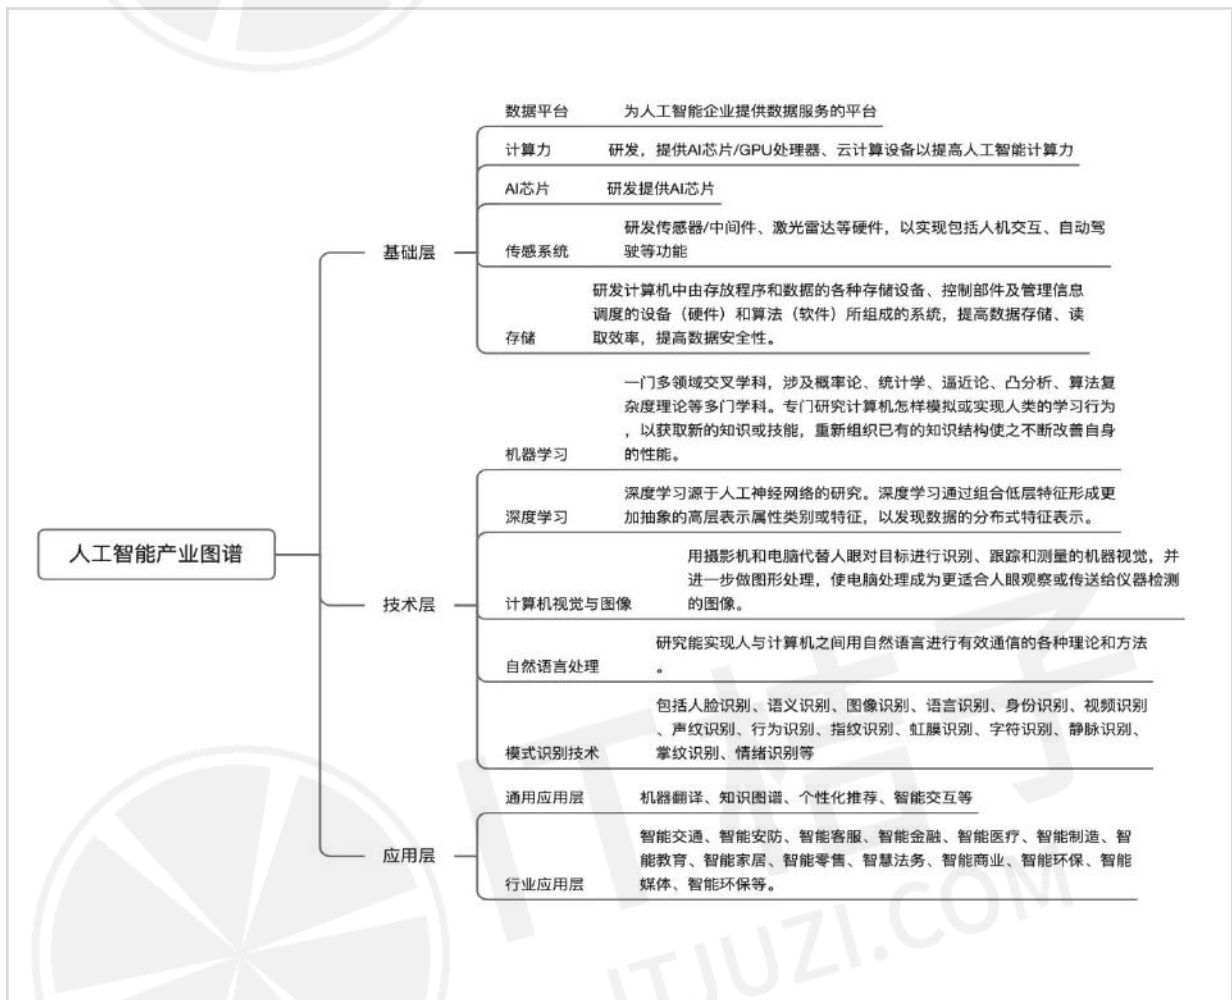 人工智能产业图谱
基础层
数据平台
为人工智能企业提供数据服务的平台
计算力
研发，提供AI芯片/GPU处理器、云计算设备以提高人工智能计算力
AI芯片
研发提供AI芯片
传感系统
研发传感器/中间件、激光雷达等硬件，以实现包括人机交互、自动驾
驶等功能
存储
研发计算机中由存放程序和数据的各种存储设备、控制部件及管理信息
调度的设备（硬件）和算法（软件）所组成的系统，提高数据存储、读
取效率，提高数据安全性。
技术层
机器学习
一门多领域交叉学科，涉及概率论、统计学、逼近论、凸分析、算法复
杂度理论等多门学科。专门研究计算机怎样模拟或实现人类的学习行为
，以获取新的知识或技能，重新组织已有的知识结构使之不断改善自身
的性能。
深度学习
深度学习源于人工神经网络的研究。深度学习通过组合低层特征形成更
加抽象的高层表示属性类别或特征，以发现数据的分布式特征表示。
计算机视觉与图像
用摄影机和电脑代替人眼对目标进行识别、跟踪和测量的机器视觉，并
进一步做图形处理，使电脑处理成为更适合人眼观察或传送给仪器检测
的图像。
自然语言处理
研究能实现人与计算机之间用自然语言进行有效通信的各种理论和方法
。
模式识别技术
包括人脸识别、语义识别、图像识别、语言识别、身份识别、视频识别
、声纹识别、行为识别、指纹识别、虹膜识别、字符识别、静脉识别、
掌纹识别、情绪识别等
应用层
通用应用层
机器翻译、知识图谱、个性化推荐、智能交互等
行业应用层
智能交通、智能安防、智能客服、智能金融、智能医疗、智能制造、智
能教育、智能家居、智能零售、智慧法务、智能商业、智能环保、智能
媒体、智能环保等。
IT桔子
ITJUZI.COM